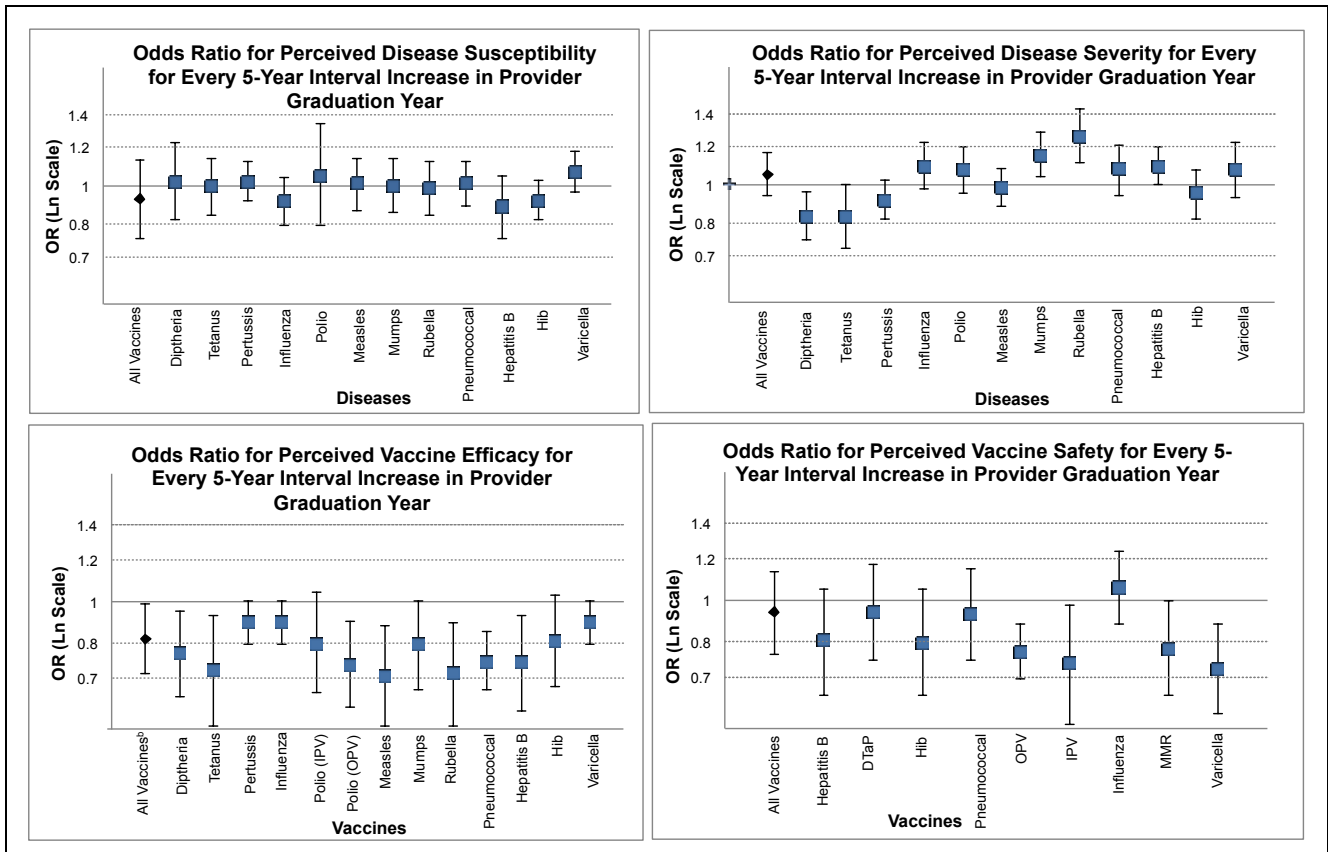 Odds Ratio for Perceived Disease Susceptibility
for Every 5-Year Interval Increase in Provider
Graduation Year
OR (Ln Scale)
1.4
1.2
1
0.8
0.7
All Vaccines
Diptheria
Tetanus
Pertussis
Influenza
Polio
Measles
Mumps
Rubella
Pneumococcal
Hepatitis B
Hib
Varicella
Diseases
Odds Ratio for Perceived Disease Severity for Every
5-Year Interval Increase in Provider Graduation Year
OR (Ln Scale)
1.4
1.2
1
0.8
0.7
All Vaccines
Diptheria
Tetanus
Pertussis
Influenza
Polio
Measles
Mumps
Rubella
Pneumococcal
Hepatitis B
Hib
Varicella
Diseases
Odds Ratio for Perceived Vaccine Efficacy for
Every 5-Year Interval Increase in Provider
Graduation Year
OR (Ln Scale)
1.4
1.2
1
0.8
0.7
All Vaccinesᵇ
Diptheria
Tetanus
Pertussis
Influenza
Polio (IPV)
Polio (OPV)
Measles
Mumps
Rubella
Pneumococcal
Hepatitis B
Hib
Varicella
Vaccines
Odds Ratio for Perceived Vaccine Safety for Every 5-
Year Interval Increase in Provider Graduation Year
OR (Ln Scale)
1.4
1.2
1
0.8
0.7
All Vaccines
Hepatitis B
DTaP
Hib
Pneumococcal
OPV
IPV
Influenza
MMR
Varicella
Vaccines